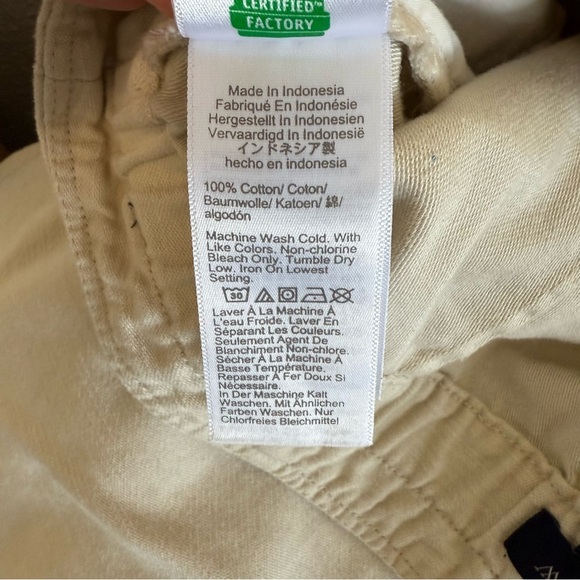 CERTIFIED™
FACTORY
Made In Indonesia
Fabriqué En Indonésie
Hergestellt In Indonesien
Vervaardigd In Indonesië
インドネシア製
hecho en indonesia
100% Cotton/ Coton/
Baumwolle/ Katoen/ 綿/
algodón
Machine Wash Cold. With
Like Colors. Non-chlorine
Bleach Only. Tumble Dry
Low. Iron On Lowest
Setting.
30
Laver À La Machine À
L'eau Froide. Laver En
Séparant Les Couleurs.
Seulement Agent De
Blanchiment Non-chlore.
Sécher À La Machine À
Basse Température.
Repasser À Fer Doux Si
Nécessaire.
In Der Maschine Kalt
Waschen. Mit Ähnlichen
Farben Waschen. Nur
Chlorfreies Bleichmittel